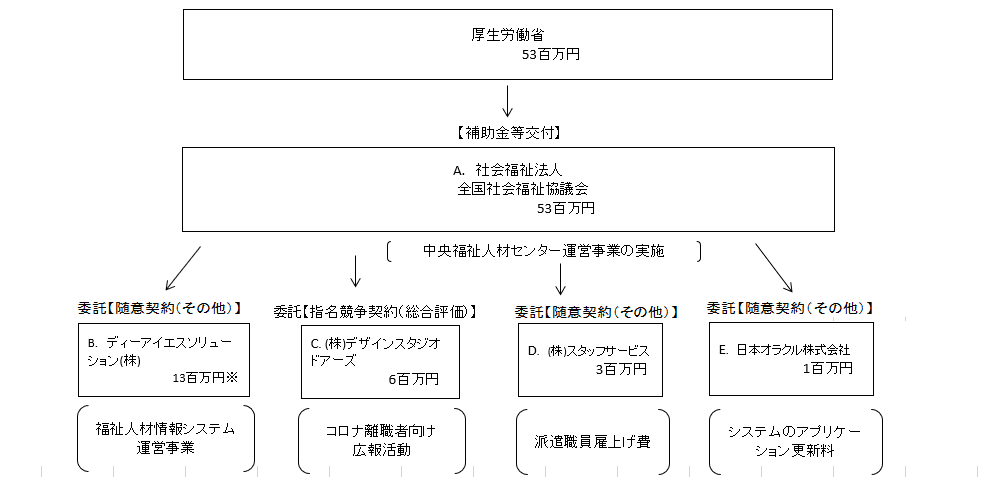 厚生労働省
53百万円
【補助金等交付】
A. 社会福祉法人
全国社会福祉協議会
53百万円
中央福祉人材センター運営事業の実施
委託【随意契約(その他)】
B. ディーアイエスソリュー
ション(株)
13百万円※
福祉人材情報システム
運営事業
委託【指名競争契約(総合評価)】
C. (株)デザインスタジオ
ドアーズ
6百万円
コロナ離職者向け
広報活動
委託【随意契約(その他)】
D. (株)スタッフサービス
3百万円
派遣職員雇上げ費
委託【随意契約(その他)】
E. 日本オラクル株式会社
1百万円
システムのアプリケー
ション更新料